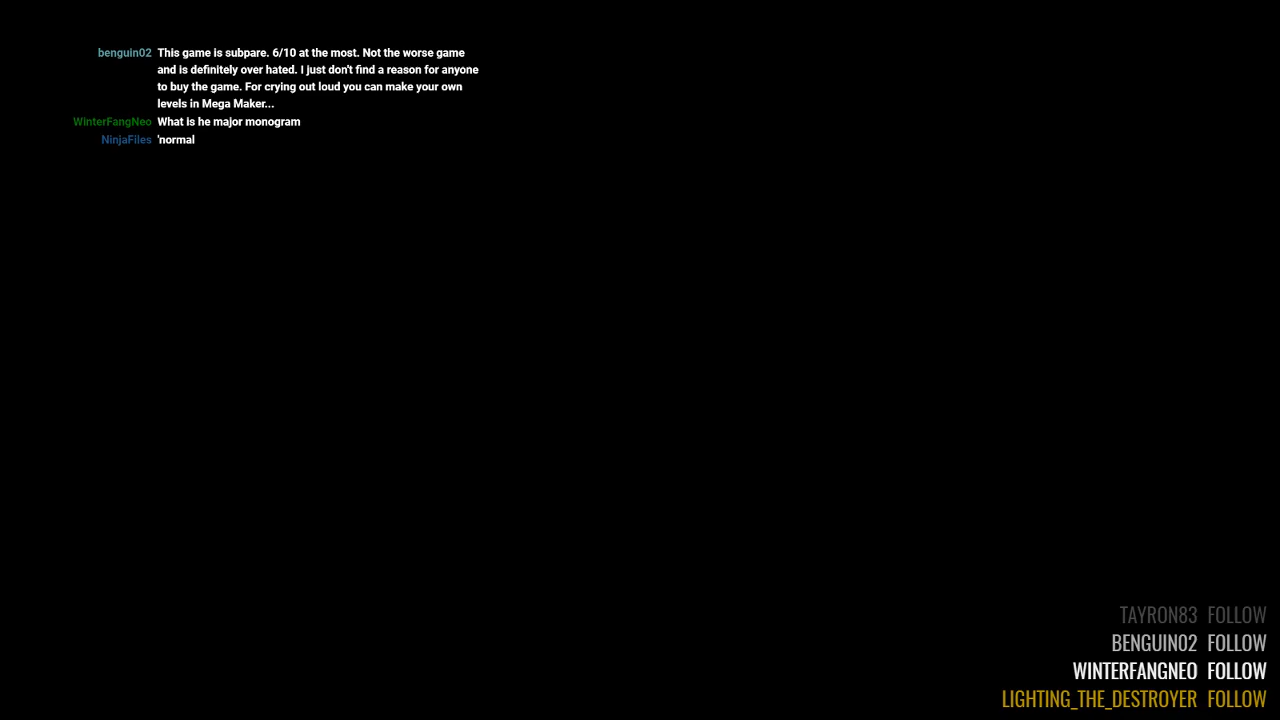 benguin02 This game is subpare. 6/10 at the most. Not the worse game
and is definitely over hated. I just don't find a reason for anyone
to buy the game. For crying out loud you can make your own
levels in Mega Maker...
WinterFangNeo What is he major monogram
NinjaFiles 'normal
TAYRON83 FOLLOW
BENGUIN02 FOLLOW
WINTERFANGNEO FOLLOW
LIGHTING_THE_DESTROYER FOLLOW